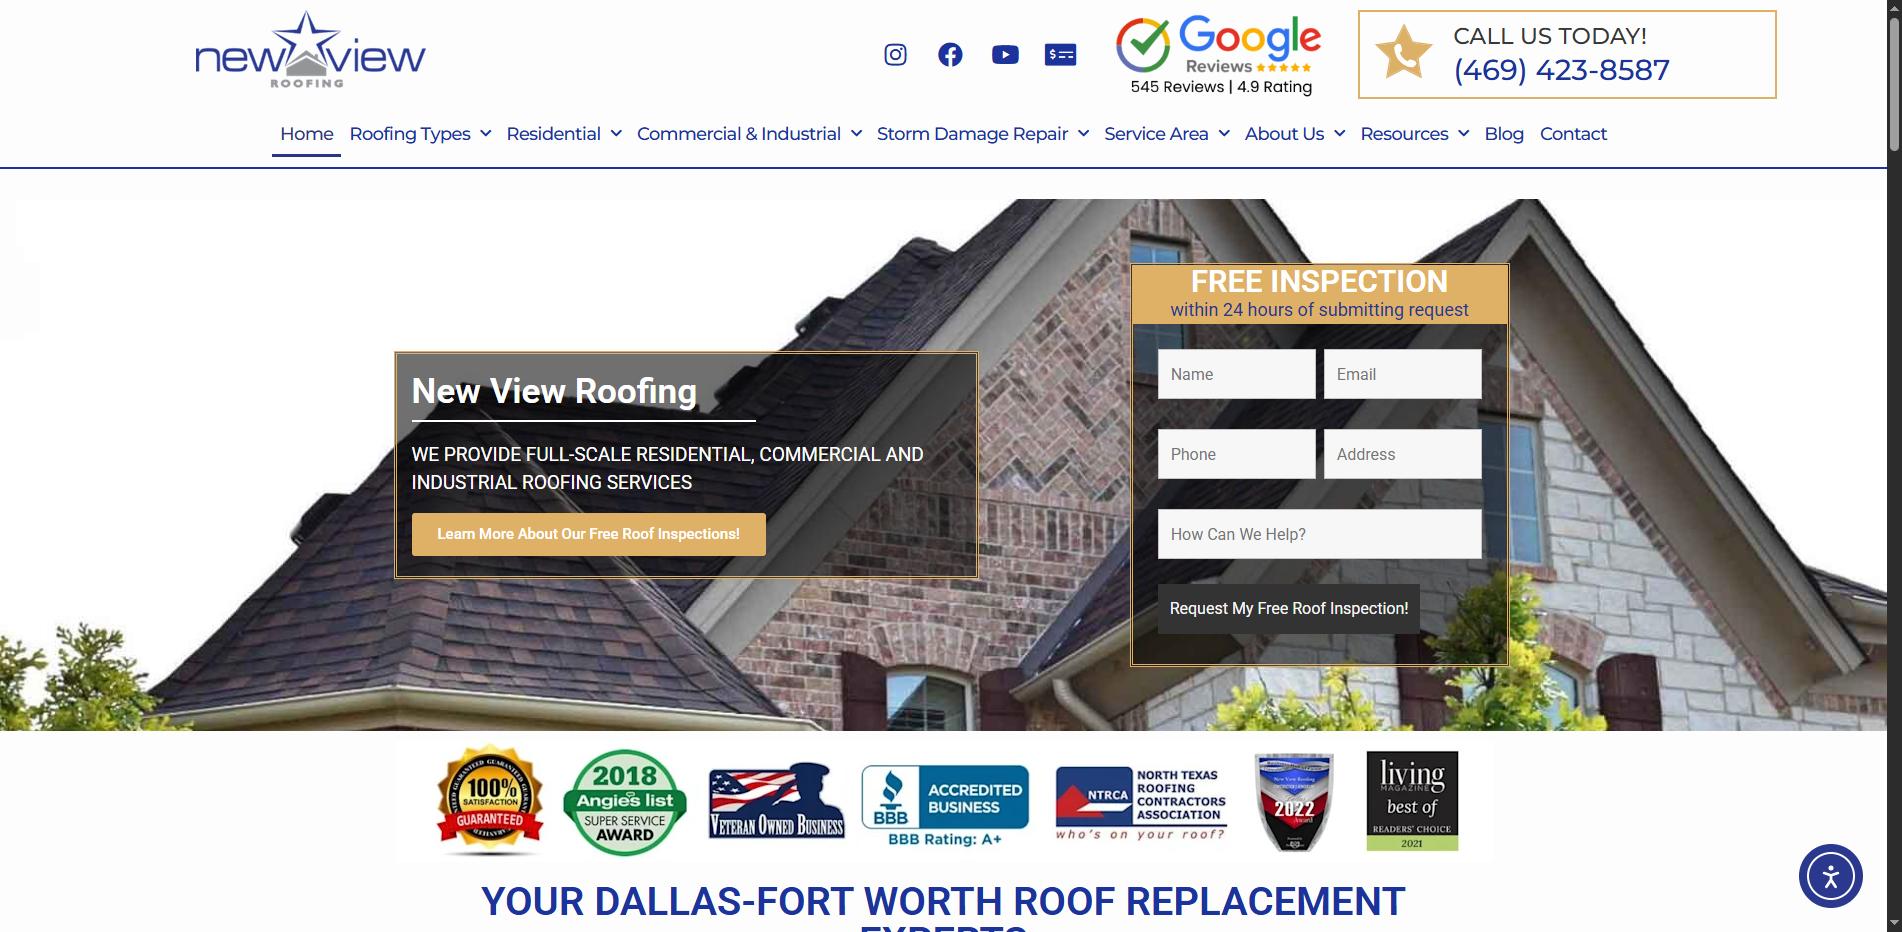 new view
ROOFING
Google
Reviews
545 Reviews | 4.9 Rating
CALL US TODAY!
(469) 423-8587
Home
Roofing Types
Residential
Commercial & Industrial
Storm Damage Repair
Service Area
About Us
Resources
Blog
Contact
New View Roofing
WE PROVIDE FULL-SCALE RESIDENTIAL, COMMERCIAL AND
INDUSTRIAL ROOFING SERVICES
Learn More About Our Free Roof Inspections!
FREE INSPECTION
within 24 hours of submitting request
Name
Email
Phone
Address
How Can We Help?
Request My Free Roof Inspection!
100%
SATISFACTION
GUARANTEED
2018
Angie's list
SUPER SERVICE
AWARD
VETERAN OWNED BUSINESS
BBB
ACCREDITED
BUSINESS
BBB Rating: A+
NTRCA
NORTH TEXAS
ROOFING
CONTRACTORS
ASSOCIATION
who's on your roof?
New View Roofing
2022
Award
living
MAGAZINE
best of
READERS' CHOICE
2021
YOUR DALLAS-FORT WORTH ROOF REPLACEMENT
EXPERTS